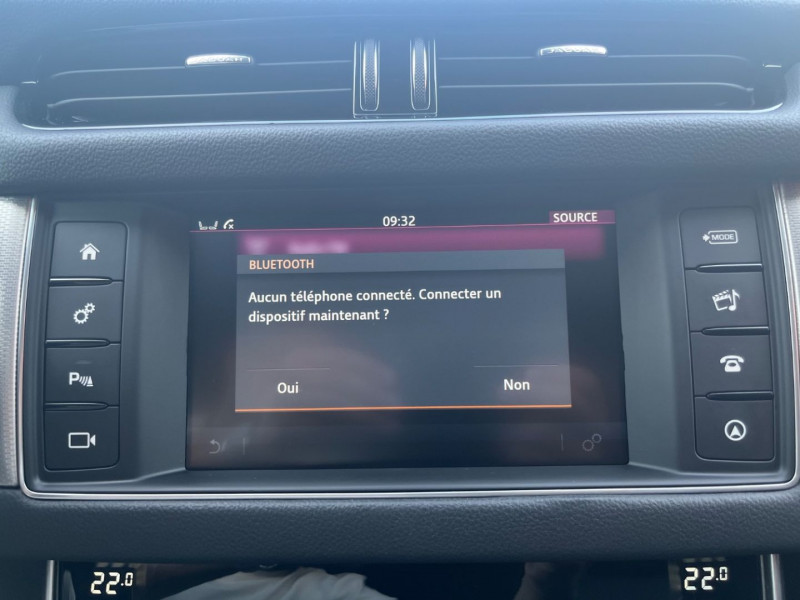 09:32
SOURCE
BLUETOOTH
Aucun téléphone connecté. Connecter un
dispositif maintenant ?
Oui
Non
MODE
P
22.0
22.0